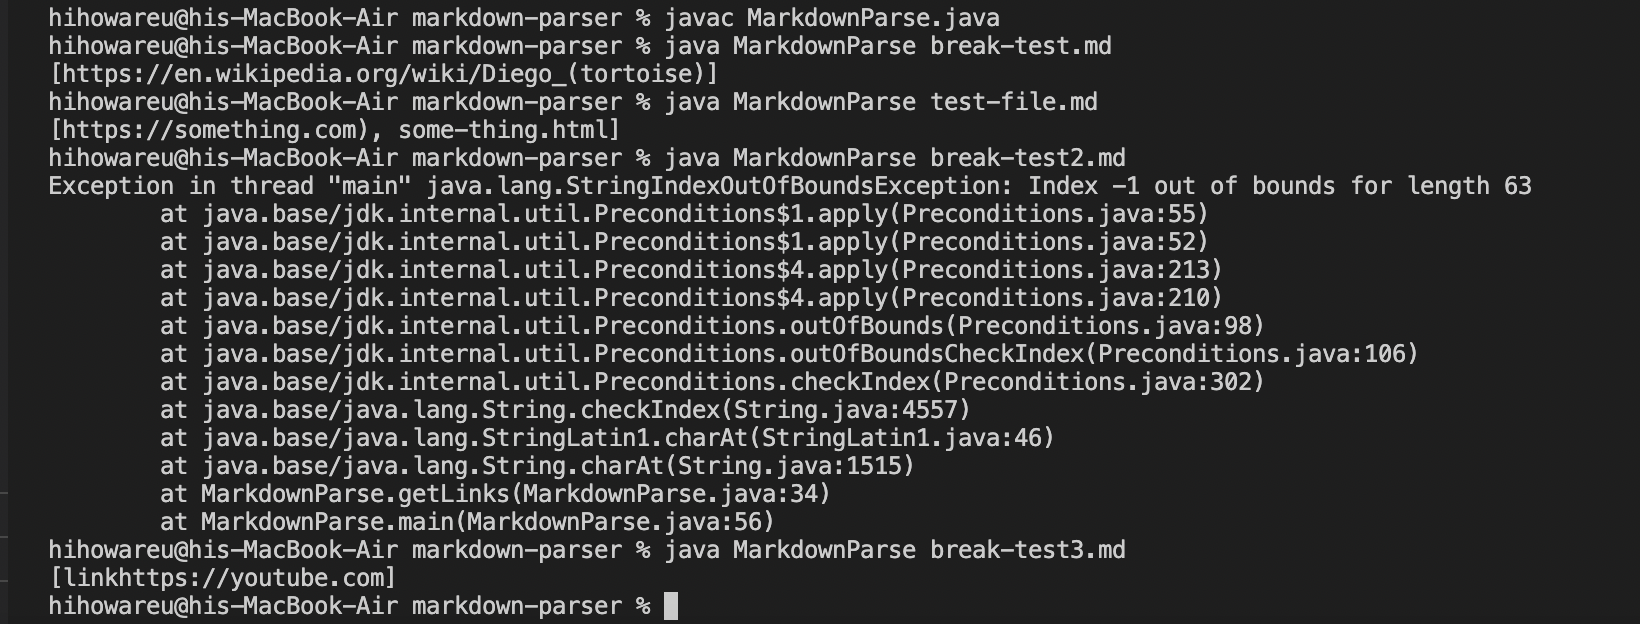 hihowareu@his-MacBook-Air markdown-parser % javac MarkdownParse.java
hihowareu@his-MacBook-Air markdown-parser % java MarkdownParse break-test.md
[https://en.wikipedia.org/wiki/Diego_(tortoise)]
hihowareu@his-MacBook-Air markdown-parser % java MarkdownParse test-file.md
[https://something.com), some-thing.html]
hihowareu@his-MacBook-Air markdown-parser % java MarkdownParse break-test2.md
Exception in thread "main" java.lang.StringIndexOutOfBoundsException: Index -1 out of bounds for length 63
        at java.base/jdk.internal.util.Preconditions$1.apply(Preconditions.java:55)
        at java.base/jdk.internal.util.Preconditions$1.apply(Preconditions.java:52)
        at java.base/jdk.internal.util.Preconditions$4.apply(Preconditions.java:213)
        at java.base/jdk.internal.util.Preconditions$4.apply(Preconditions.java:210)
        at java.base/jdk.internal.util.Preconditions.outOfBounds(Preconditions.java:98)
        at java.base/jdk.internal.util.Preconditions.outOfBoundsCheckIndex(Preconditions.java:106)
        at java.base/jdk.internal.util.Preconditions.checkIndex(Preconditions.java:302)
        at java.base/java.lang.String.checkIndex(String.java:4557)
        at java.base/java.lang.StringLatin1.charAt(StringLatin1.java:46)
        at java.base/java.lang.String.charAt(String.java:1515)
        at MarkdownParse.getLinks(MarkdownParse.java:34)
        at MarkdownParse.main(MarkdownParse.java:56)
hihowareu@his-MacBook-Air markdown-parser % java MarkdownParse break-test3.md
[linkhttps://youtube.com]
hihowareu@his-MacBook-Air markdown-parser %